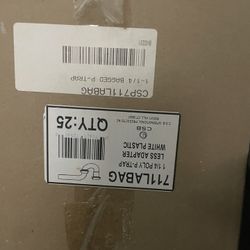 CSP711LABAG
1-1/4 BAGGED P-TRAP
711LABAG
1 1/4 POLY P-TRAP
LESS ADAPTER
WHITE PLASTIC
QTY:25
CSB